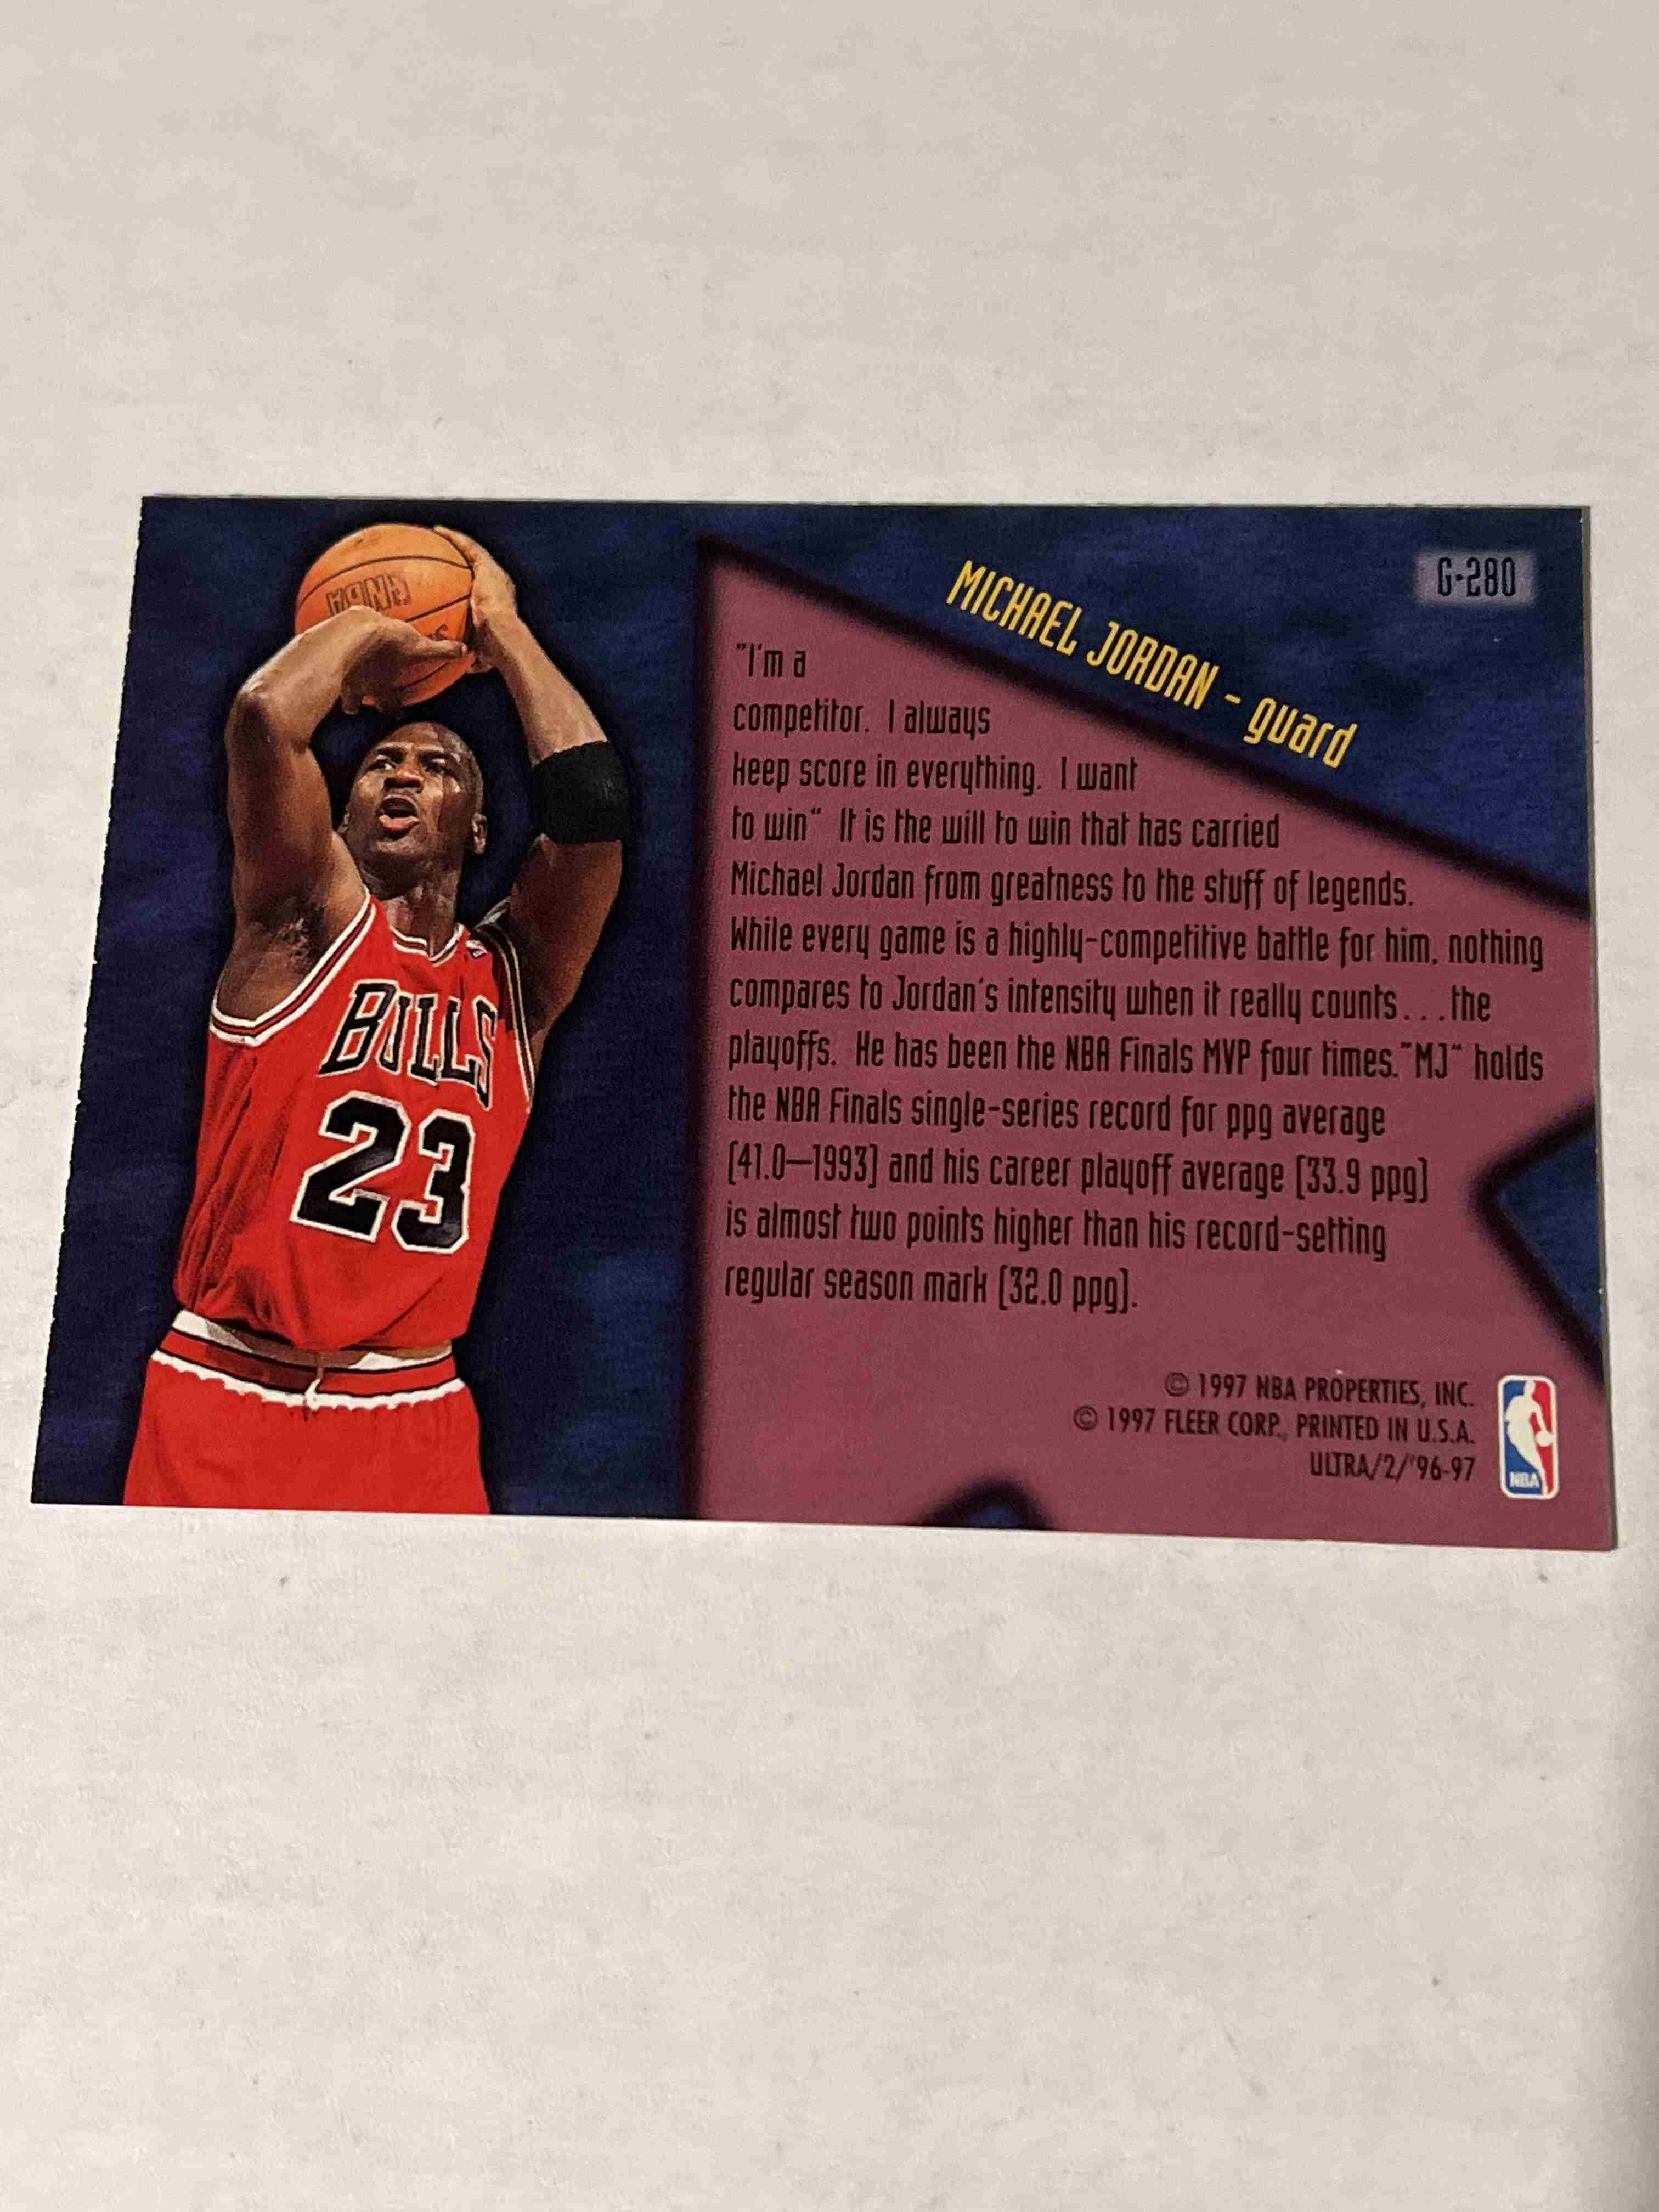 G-280
MICHAEL JORDAN - guard
"I'm a
competitor. I always
keep score in everything. I want
to win" It is the will to win that has carried
Michael Jordan from greatness to the stuff of legends.
While every game is a highly-competitive battle for him, nothing
compares to Jordan's intensity when it really counts...the
playoffs. He has been the NBA Finals MVP four times."MJ" holds
the NBA Finals single-series record for ppg average
(41.0—1993) and his career playoff average (33.9 ppg)
is almost two points higher than his record-setting
regular season mark (32.0 ppg).
© 1997 NBA PROPERTIES, INC.
© 1997 FLEER CORP., PRINTED IN U.S.A.
ULTRA/2/'96-97
NBA
BULLS
23